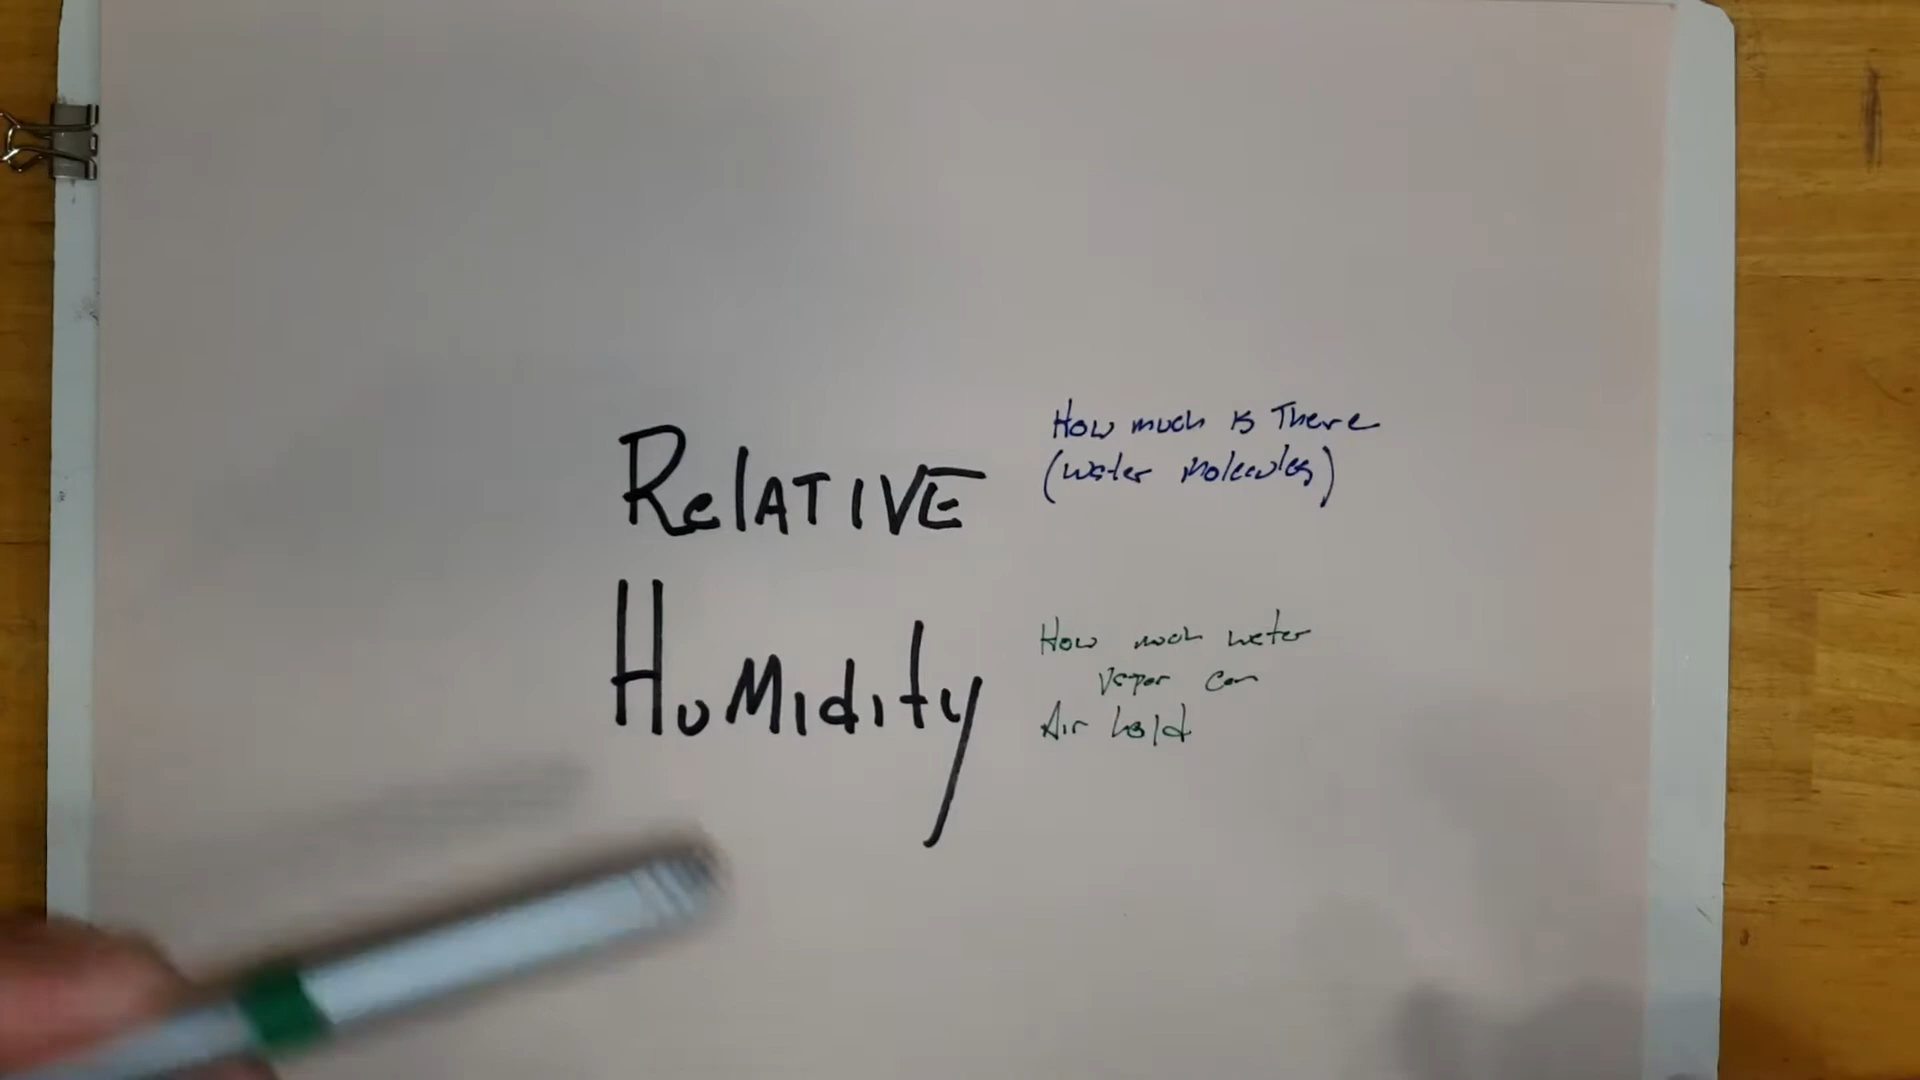 RelATIVE
HuMidity
How much is There
(water Molecules)
How much water
Vapor can
Air hold